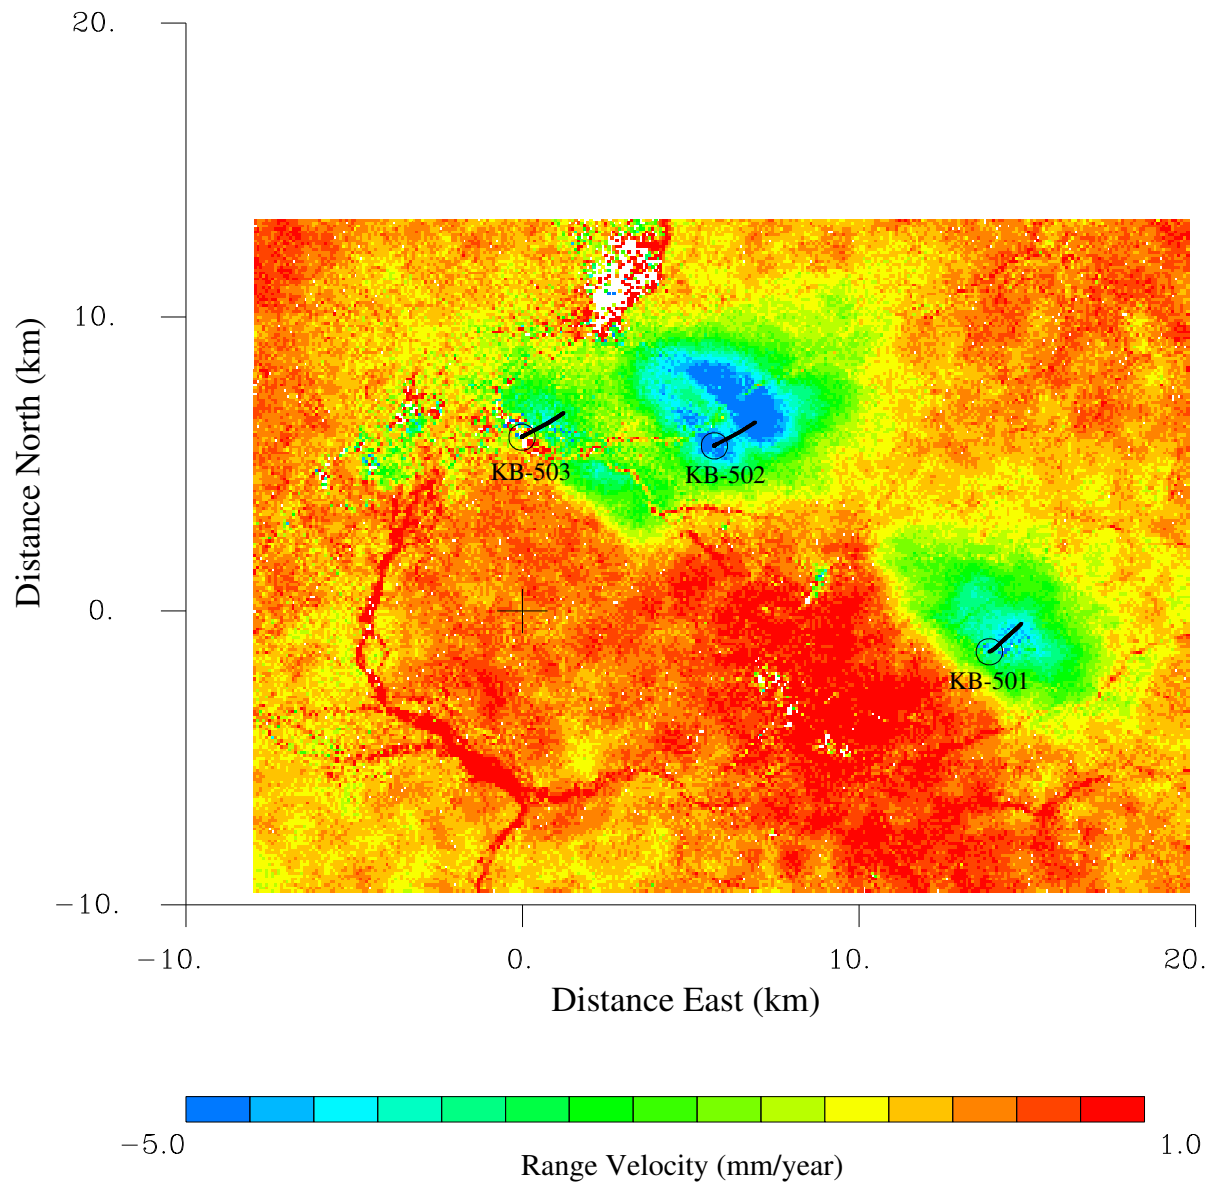 20.
10.
0.
−10.
Distance North (km)
KB-503
KB-502
KB-501
−10.
0.
10.
20.
Distance East (km)
−5.0
1.0
Range Velocity (mm/year)